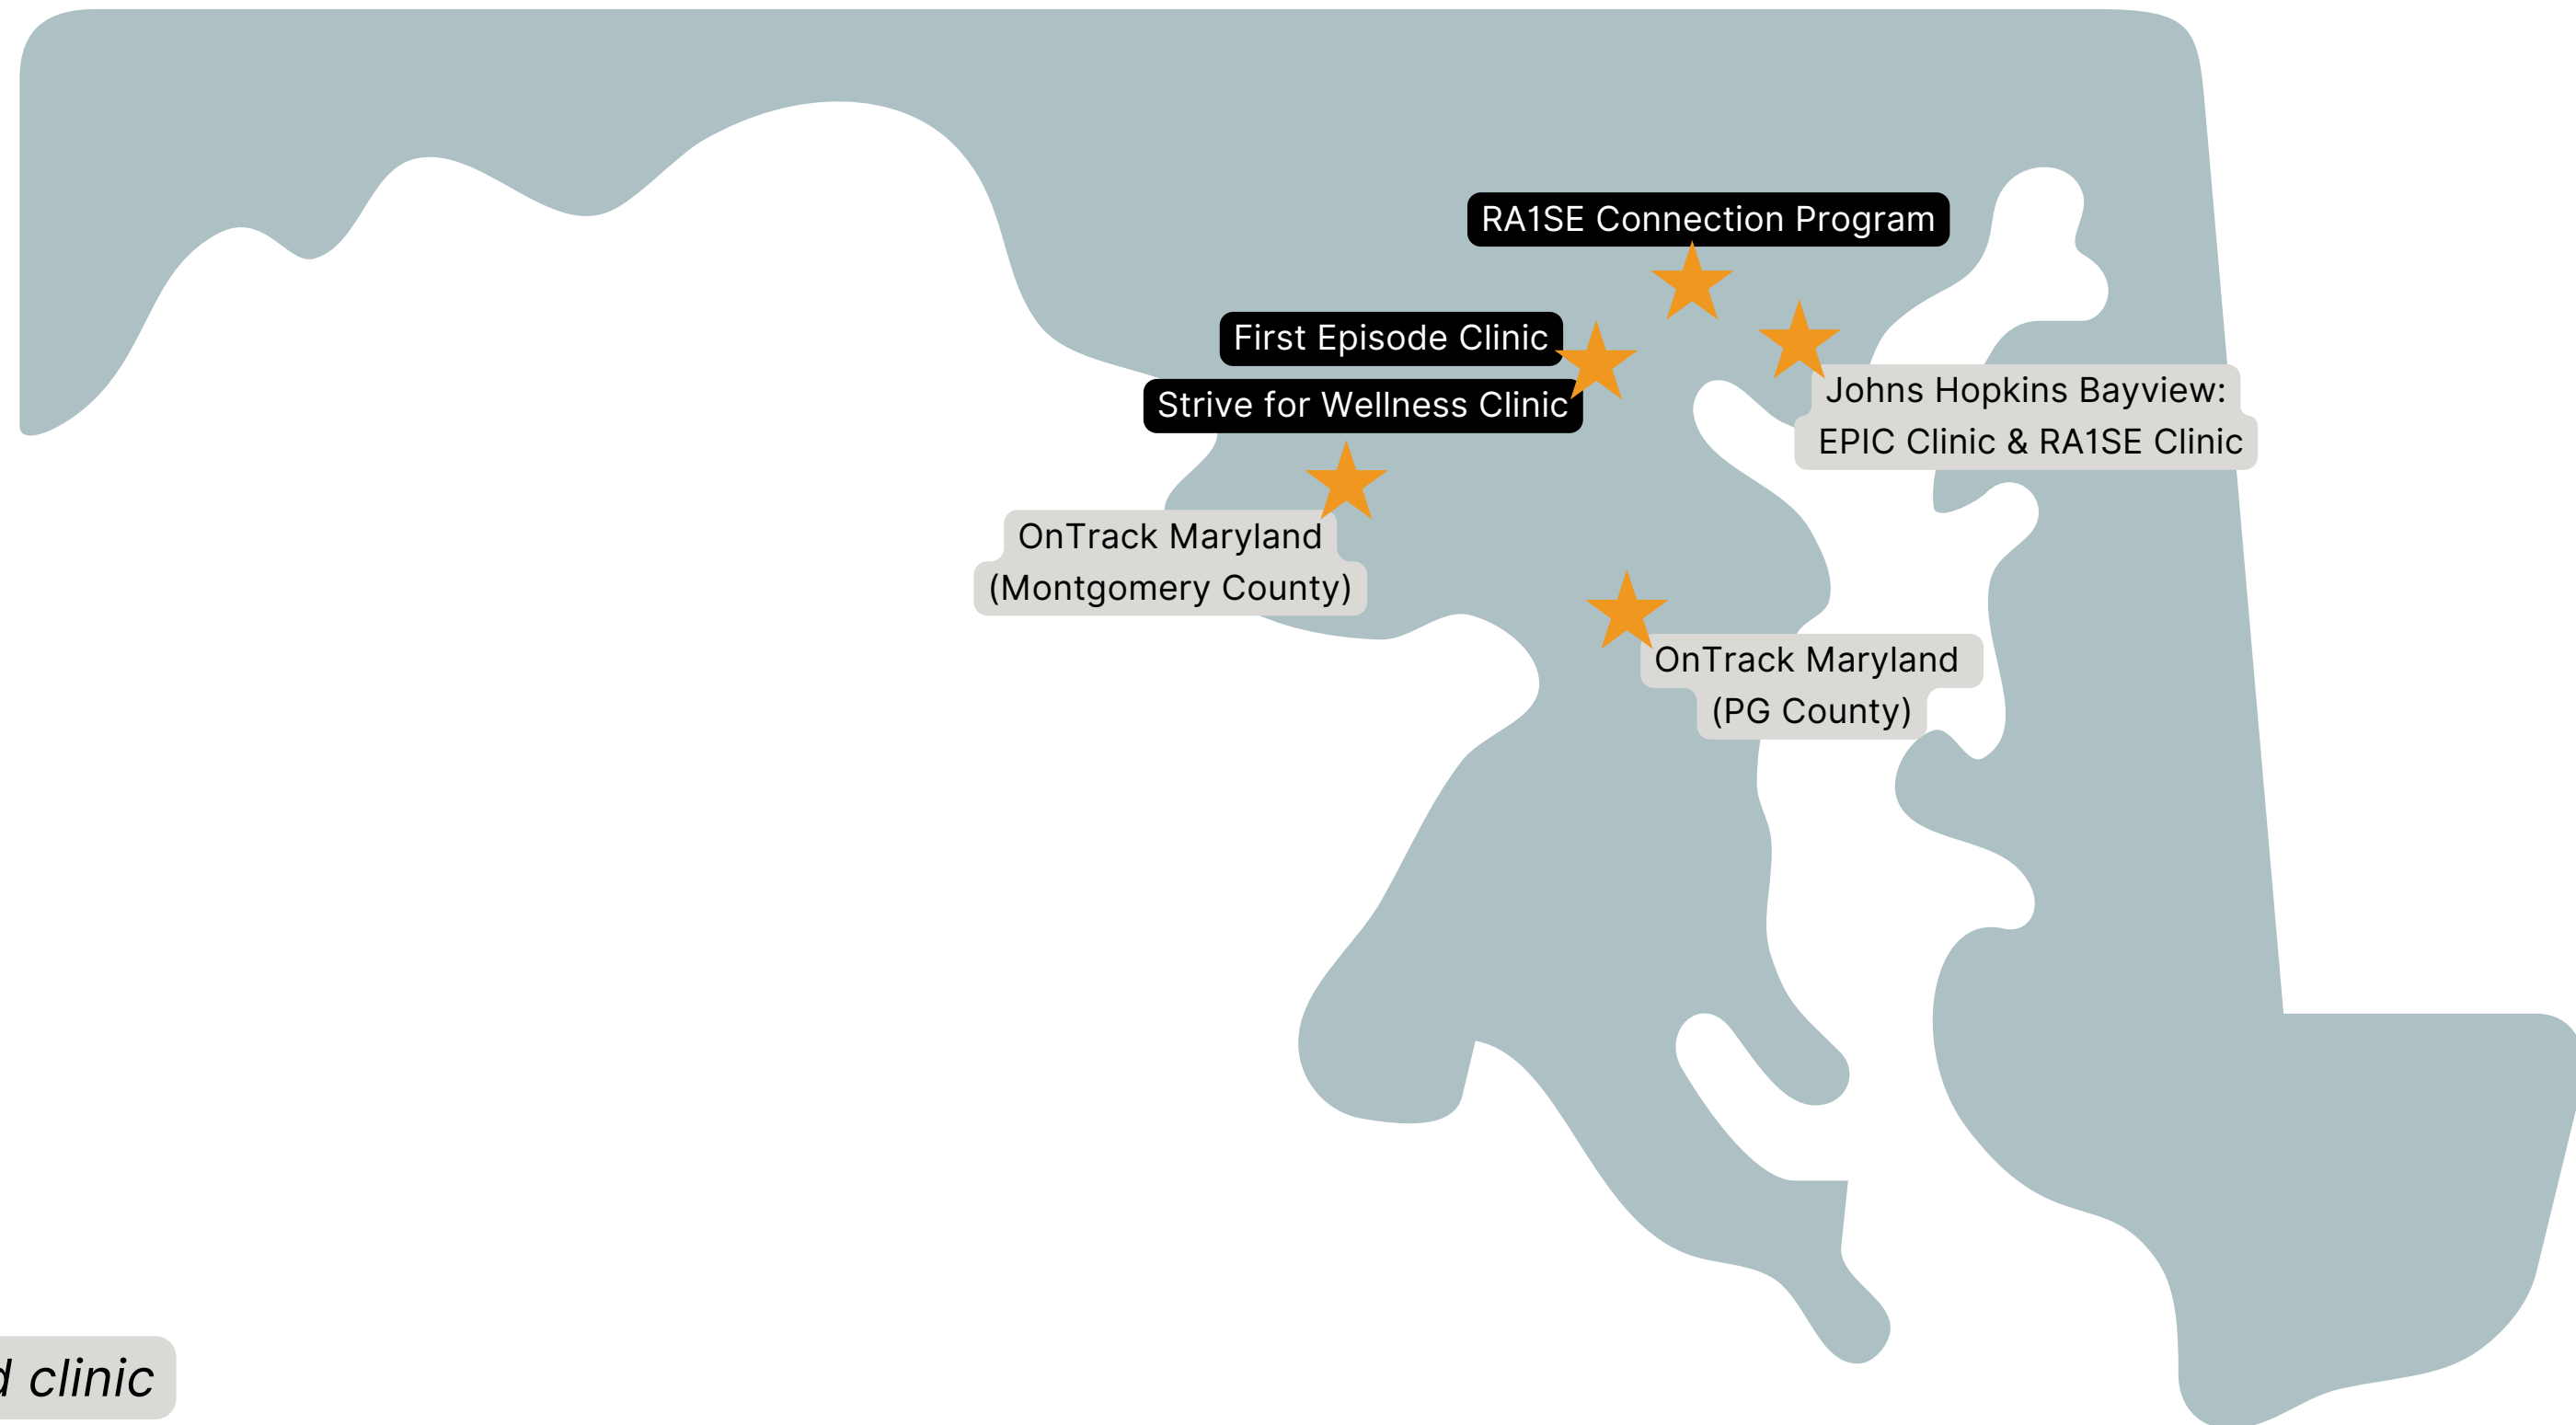 RA1SE Connection Program
First Episode Clinic
Strive for Wellness Clinic
Johns Hopkins Bayview:
EPIC Clinic & RA1SE Clinic
OnTrack Maryland
(Montgomery County)
OnTrack Maryland
(PG County)
clinic